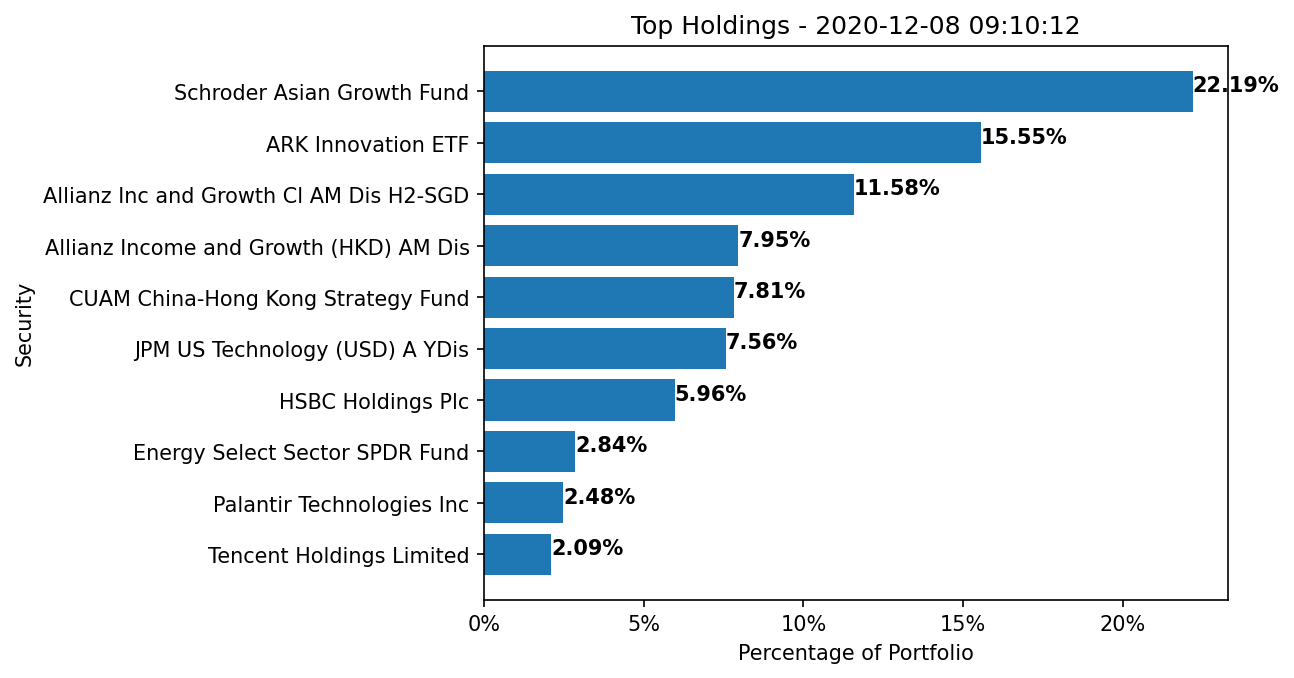 Top Holdings - 2020-12-08 09:10:12
Schroder Asian Growth Fund 22.19%
ARK Innovation ETF 15.55%
Allianz Inc and Growth Cl AM Dis H2-SGD 11.58%
Allianz Income and Growth (HKD) AM Dis 7.95%
CUAM China-Hong Kong Strategy Fund 7.81%
JPM US Technology (USD) A YDis 7.56%
HSBC Holdings Plc 5.96%
Energy Select Sector SPDR Fund 2.84%
Palantir Technologies Inc 2.48%
Tencent Holdings Limited 2.09%
Security
0% 5% 10% 15% 20%
Percentage of Portfolio